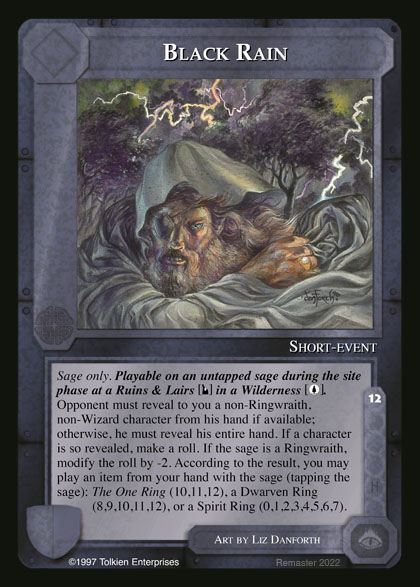 BLACK RAIN
DANFORTH
SHORT-EVENT
Sage only. Playable on an untapped sage during the site
phase at a Ruins & Lairs [] in a Wilderness [].
Opponent must reveal to you a non-Ringwraith,
non-Wizard character from his hand if available;
otherwise, he must reveal his entire hand. If a character
is so revealed, make a roll. If the sage is a Ringwraith,
modify the roll by -2. According to the result, you may
play an item from your hand with the sage (tapping the
sage): The One Ring (10,11,12), a Dwarven Ring
(8,9,10,11,12), or a Spirit Ring (0,1,2,3,4,5,6,7).
12
H
ART BY LIZ DANFORTH
©1997 Tolkien Enterprises
Remaster 2022